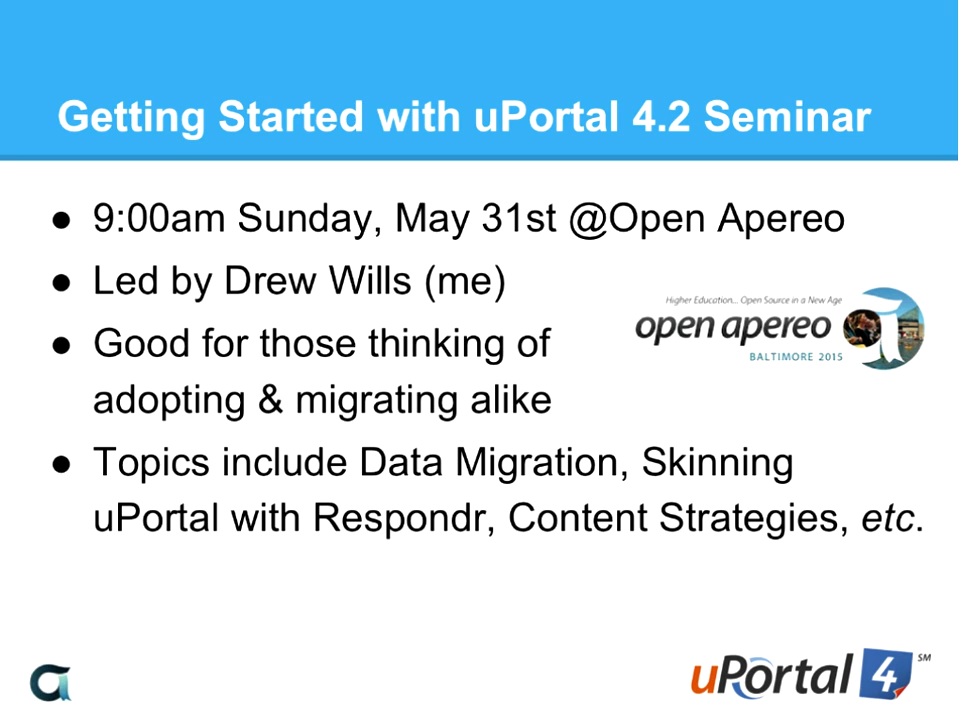 Getting Started with uPortal 4.2 Seminar
● 9:00am Sunday, May 31st @Open Apereo
● Led by Drew Wills (me)
● Good for those thinking of
adopting & migrating alike
● Topics include Data Migration, Skinning
uPortal with Respondr, Content Strategies, etc.
Higher Education... Open Source in a New Age
open apereo
BALTIMORE 2015
a
uPortal 4 SM